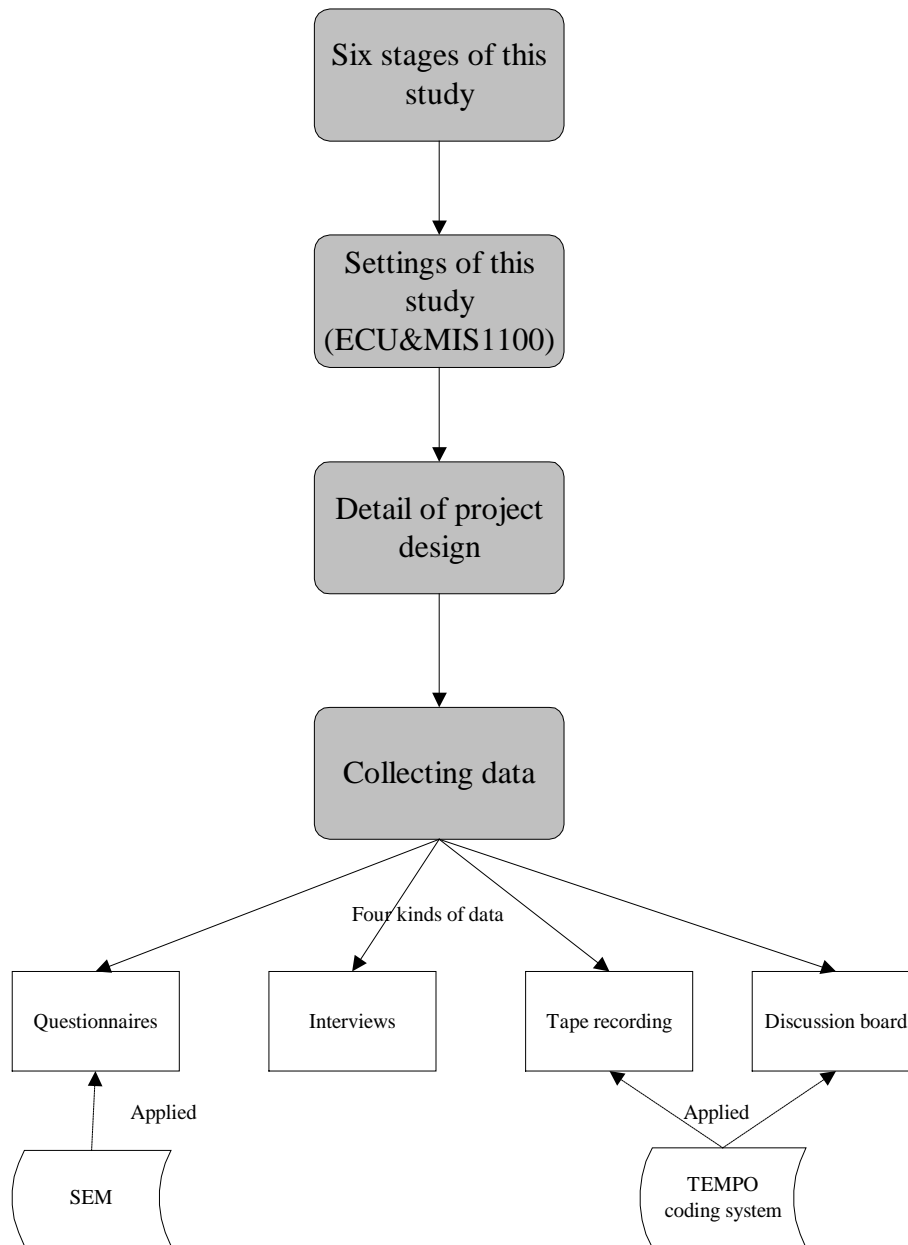 Six stages of this
study
Settings of this
study
(ECU&MIS1100)
Detail of project
design
Collecting data
Four kinds of data
Questionnaires
Interviews
Tape recording
Discussion board
Applied
Applied
SEM
TEMPO
coding system